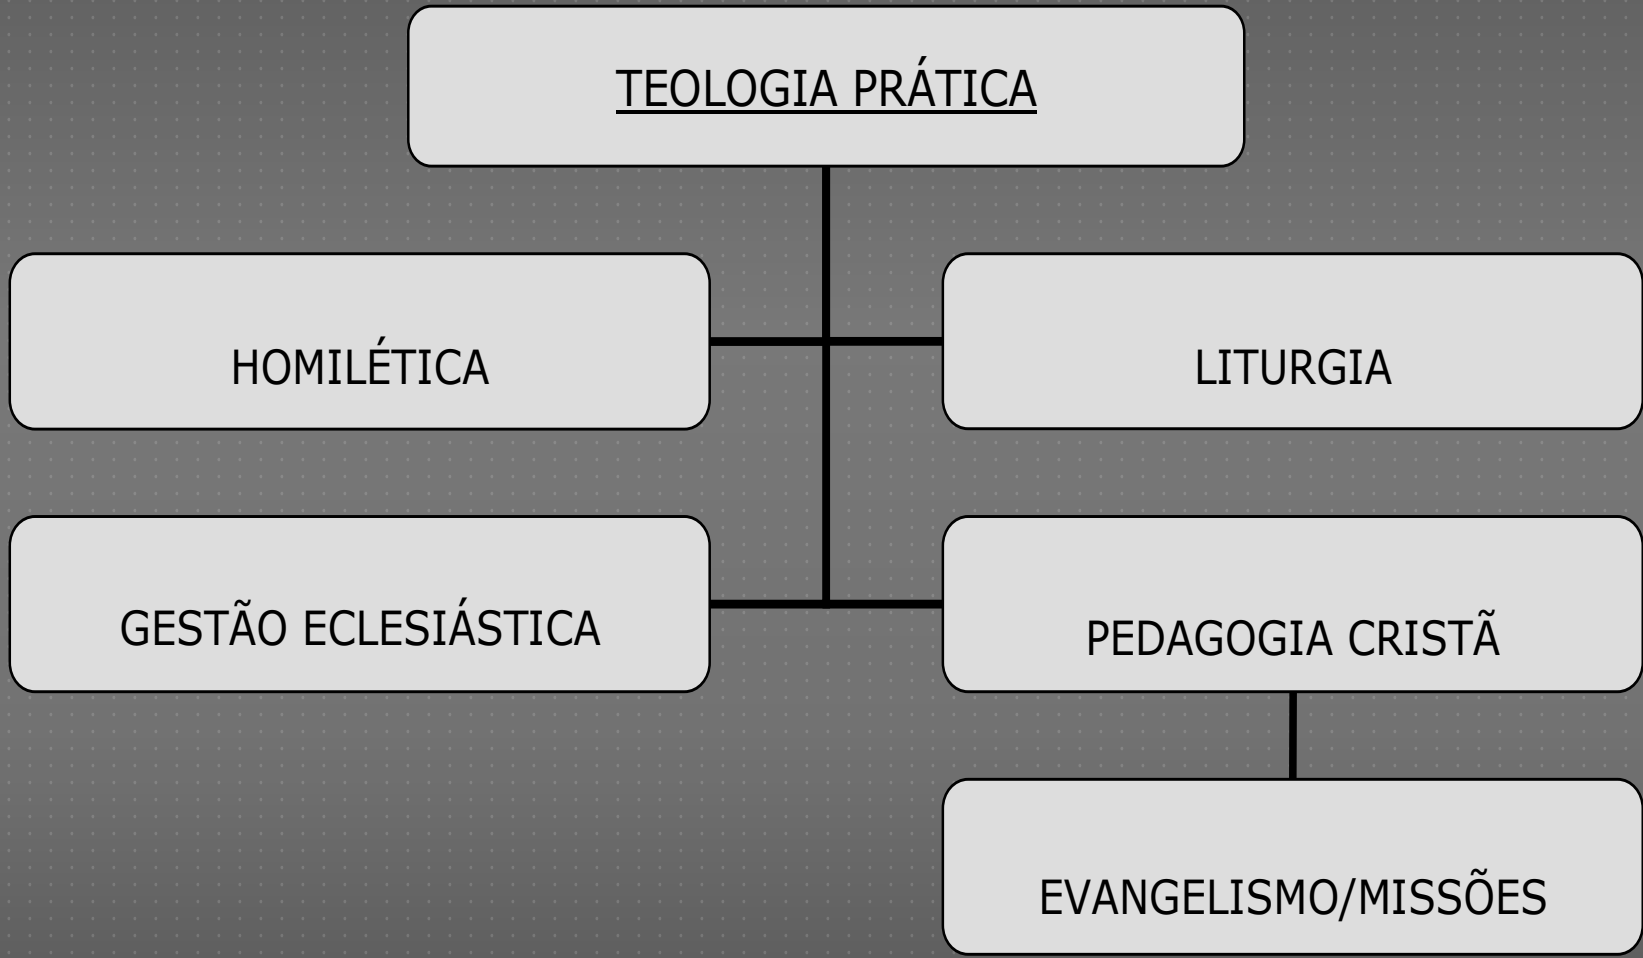 TEOLOGIA PRÁTICA
HOMILÉTICA
LITURGIA
GESTÃO ECLESIÁSTICA
PEDAGOGIA CRISTÃ
EVANGELISMO/MISSÕES